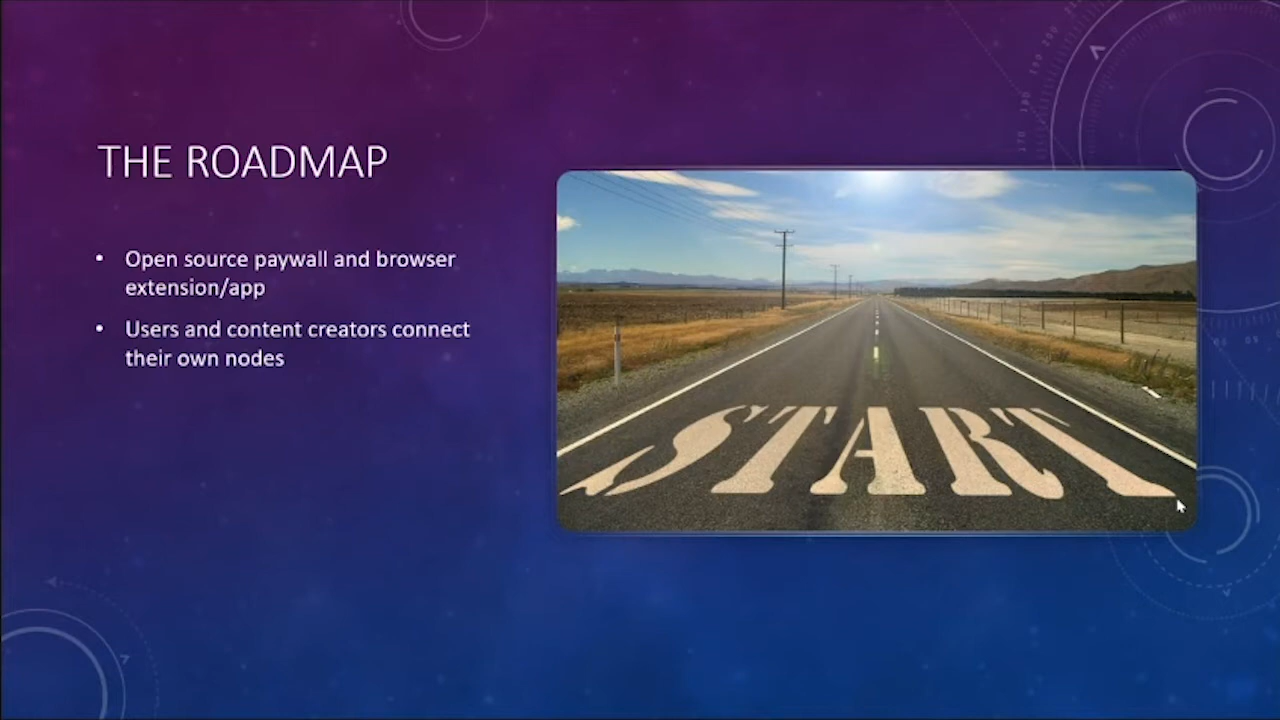 THE ROADMAP
• Open source paywall and browser
extension/app
• Users and content creators connect
their own nodes
START